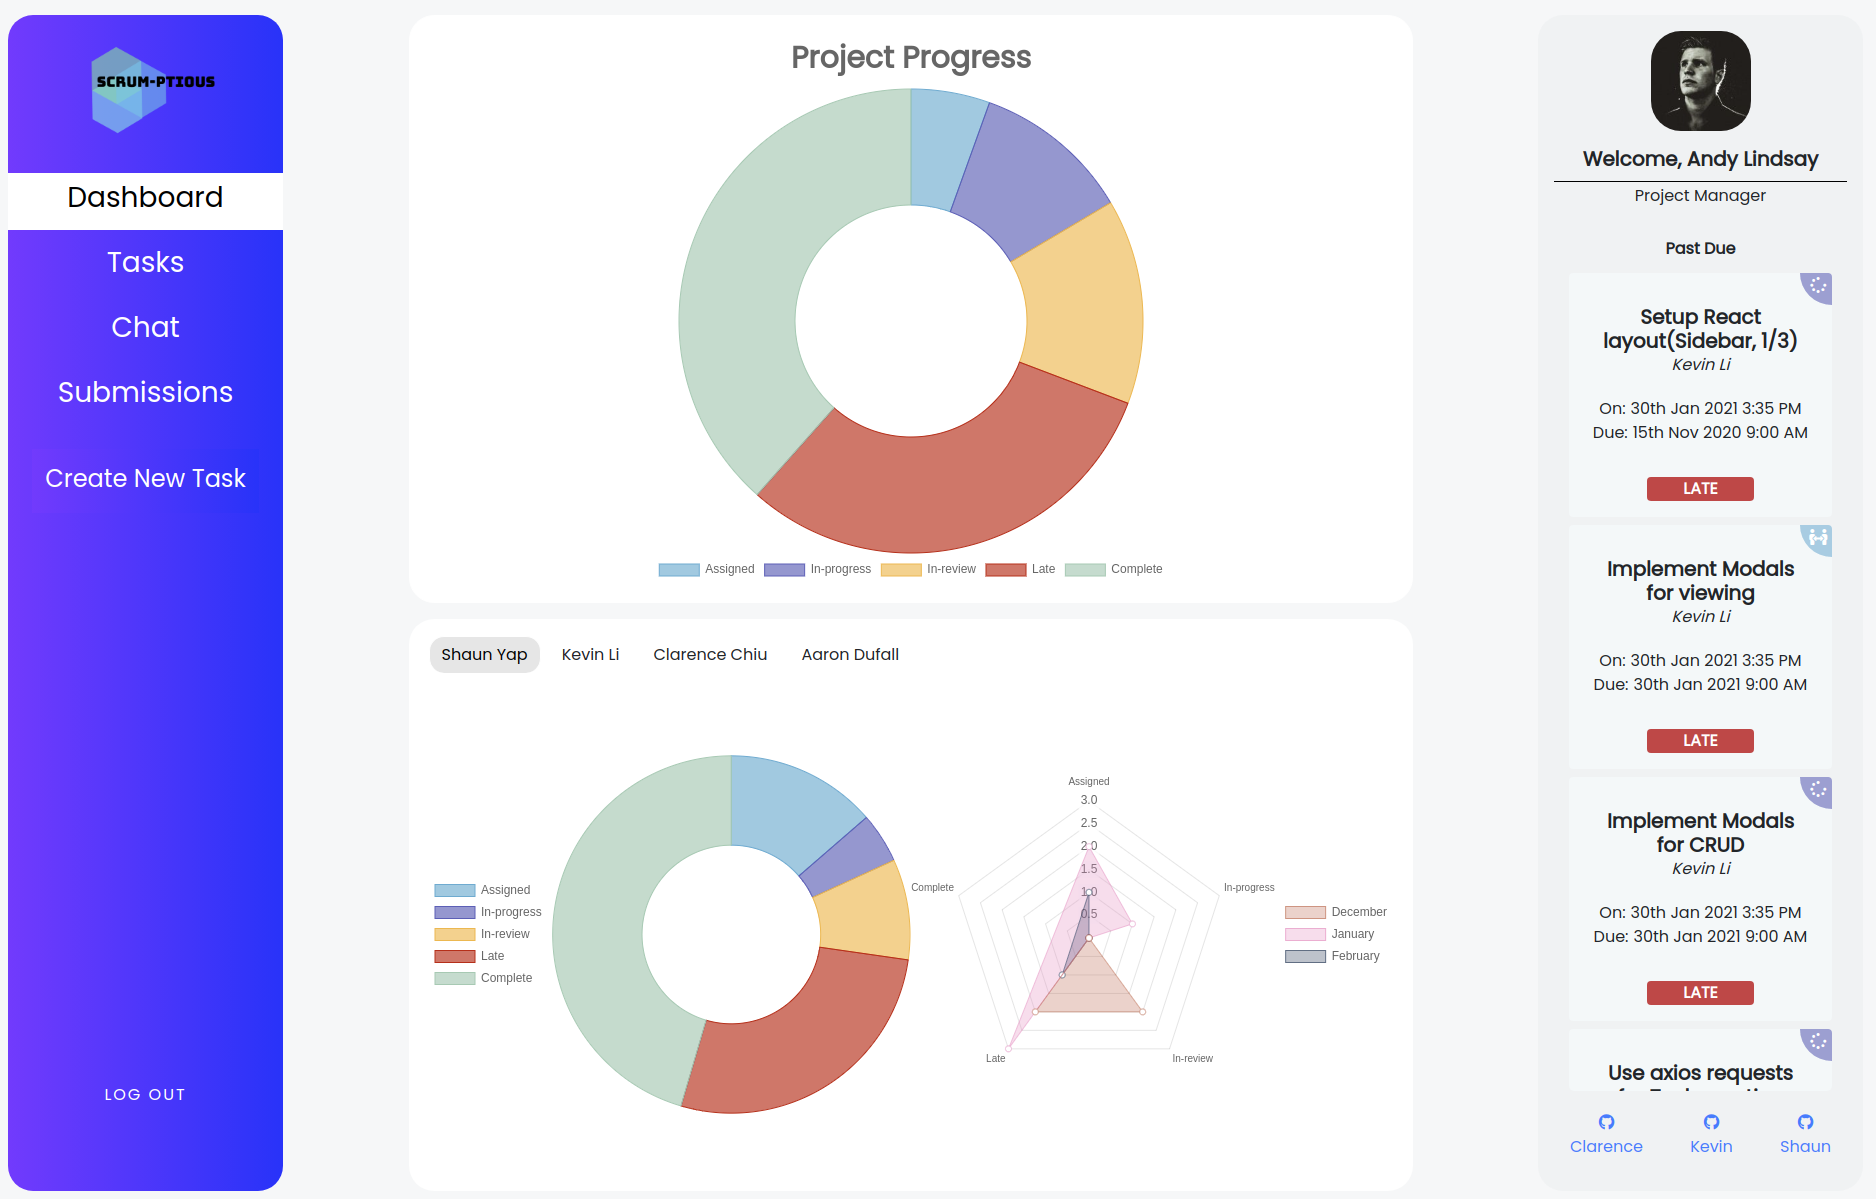 SCRUM-PTIOUS
Dashboard
Tasks
Chat
Submissions
Create New Task
LOG OUT
Project Progress
Assigned
In-progress
In-review
Late
Complete
Shaun Yap
Kevin Li
Clarence Chiu
Aaron Dufall
Assigned
In-progress
In-review
Late
Complete
Assigned
3.0
2.5
2.0
1.5
1.0
0.5
In-progress
In-review
Late
Complete
December
January
February
Welcome, Andy Lindsay
Project Manager
Past Due
Setup React
layout(Sidebar, 1/3)
Kevin Li
On: 30th Jan 2021 3:35 PM
Due: 15th Nov 2020 9:00 AM
LATE
Implement Modals
for viewing
Kevin Li
On: 30th Jan 2021 3:35 PM
Due: 30th Jan 2021 9:00 AM
LATE
Implement Modals
for CRUD
Kevin Li
On: 30th Jan 2021 3:35 PM
Due: 30th Jan 2021 9:00 AM
LATE
Use axios requests
Clarence
Kevin
Shaun